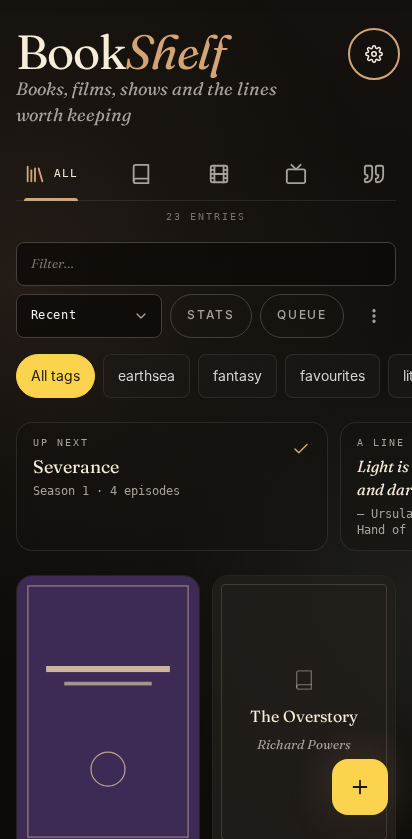 BookShelf
Books, films, shows and the lines
worth keeping
ALL
23 ENTRIES
Filter...
Recent
STATS
QUEUE
All tags
earthsea
fantasy
favourites
UP NEXT
Severance
Season 1 · 4 episodes
A LINE
Light is
and
— Ursula
Hand of
The Overstory
Richard Powers